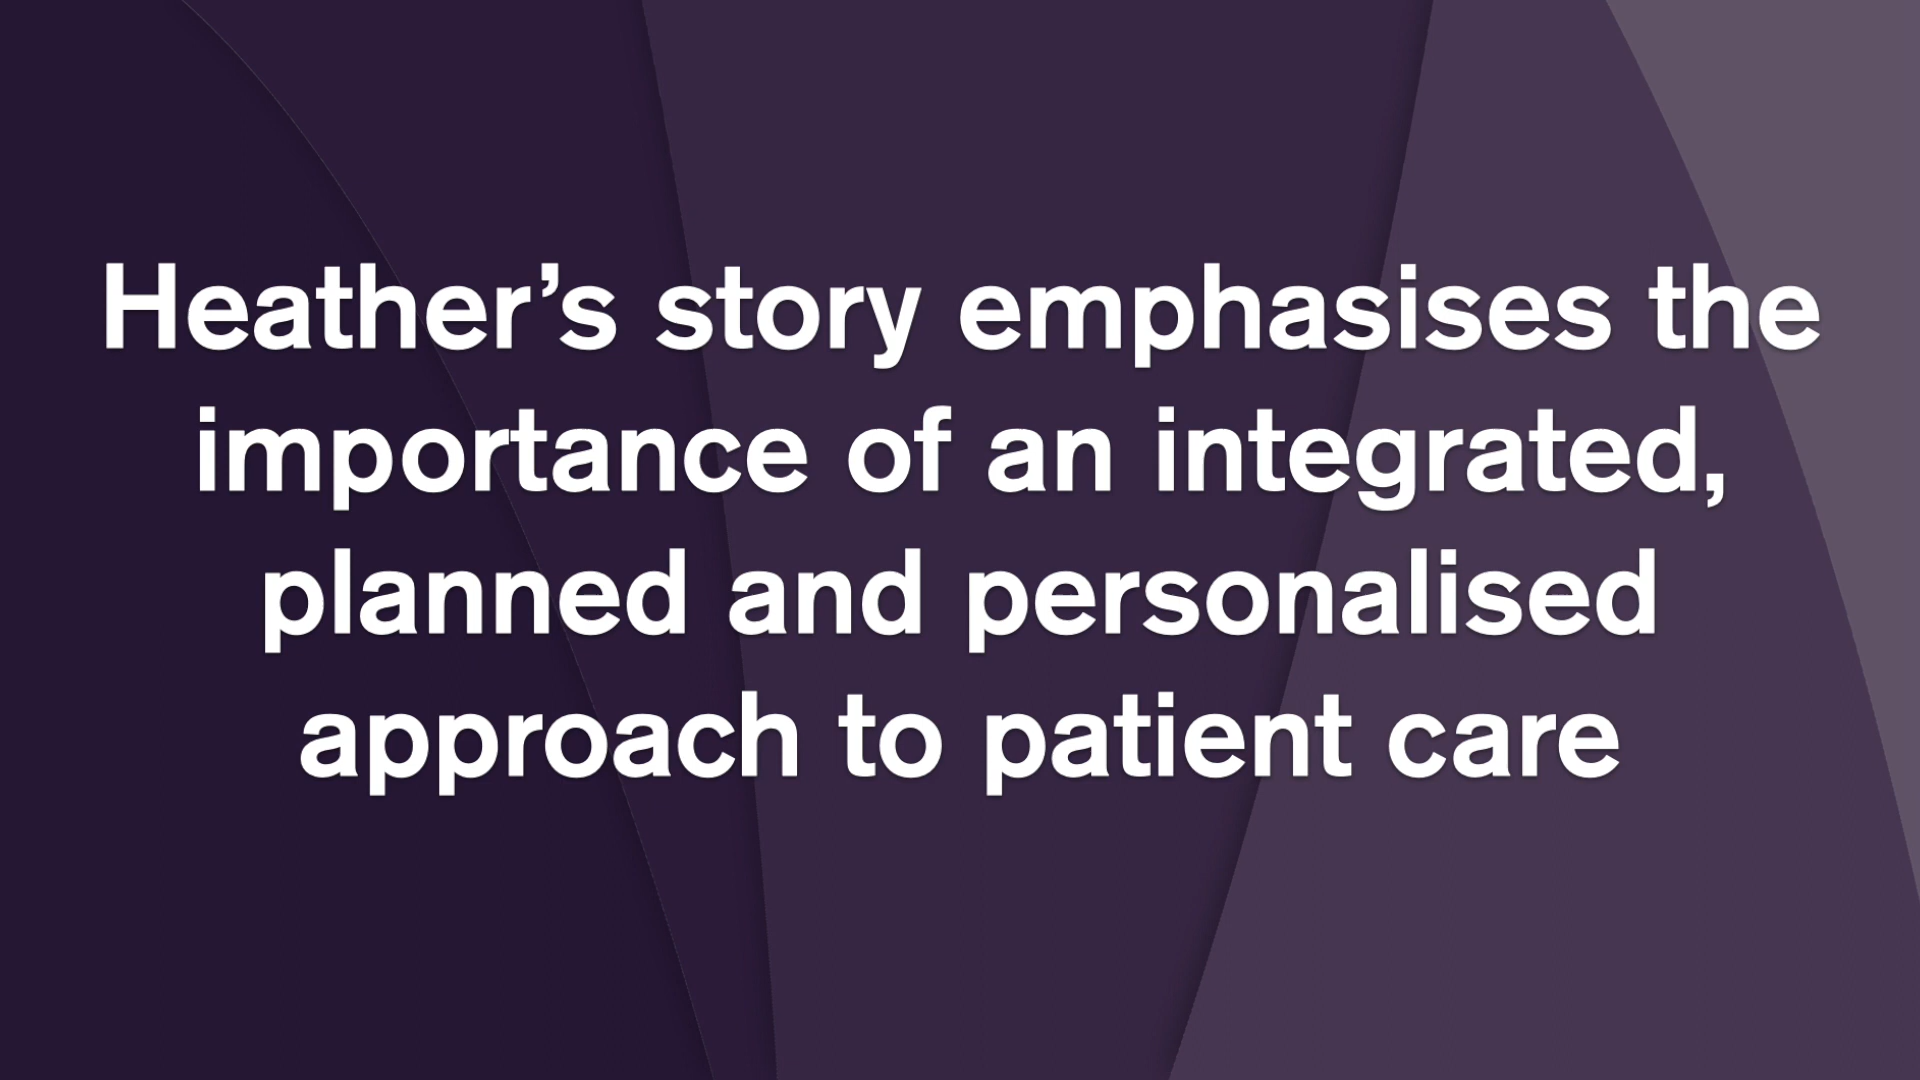 Heather’s story emphasises the
importance of an integrated,
planned and personalised
approach to patient care